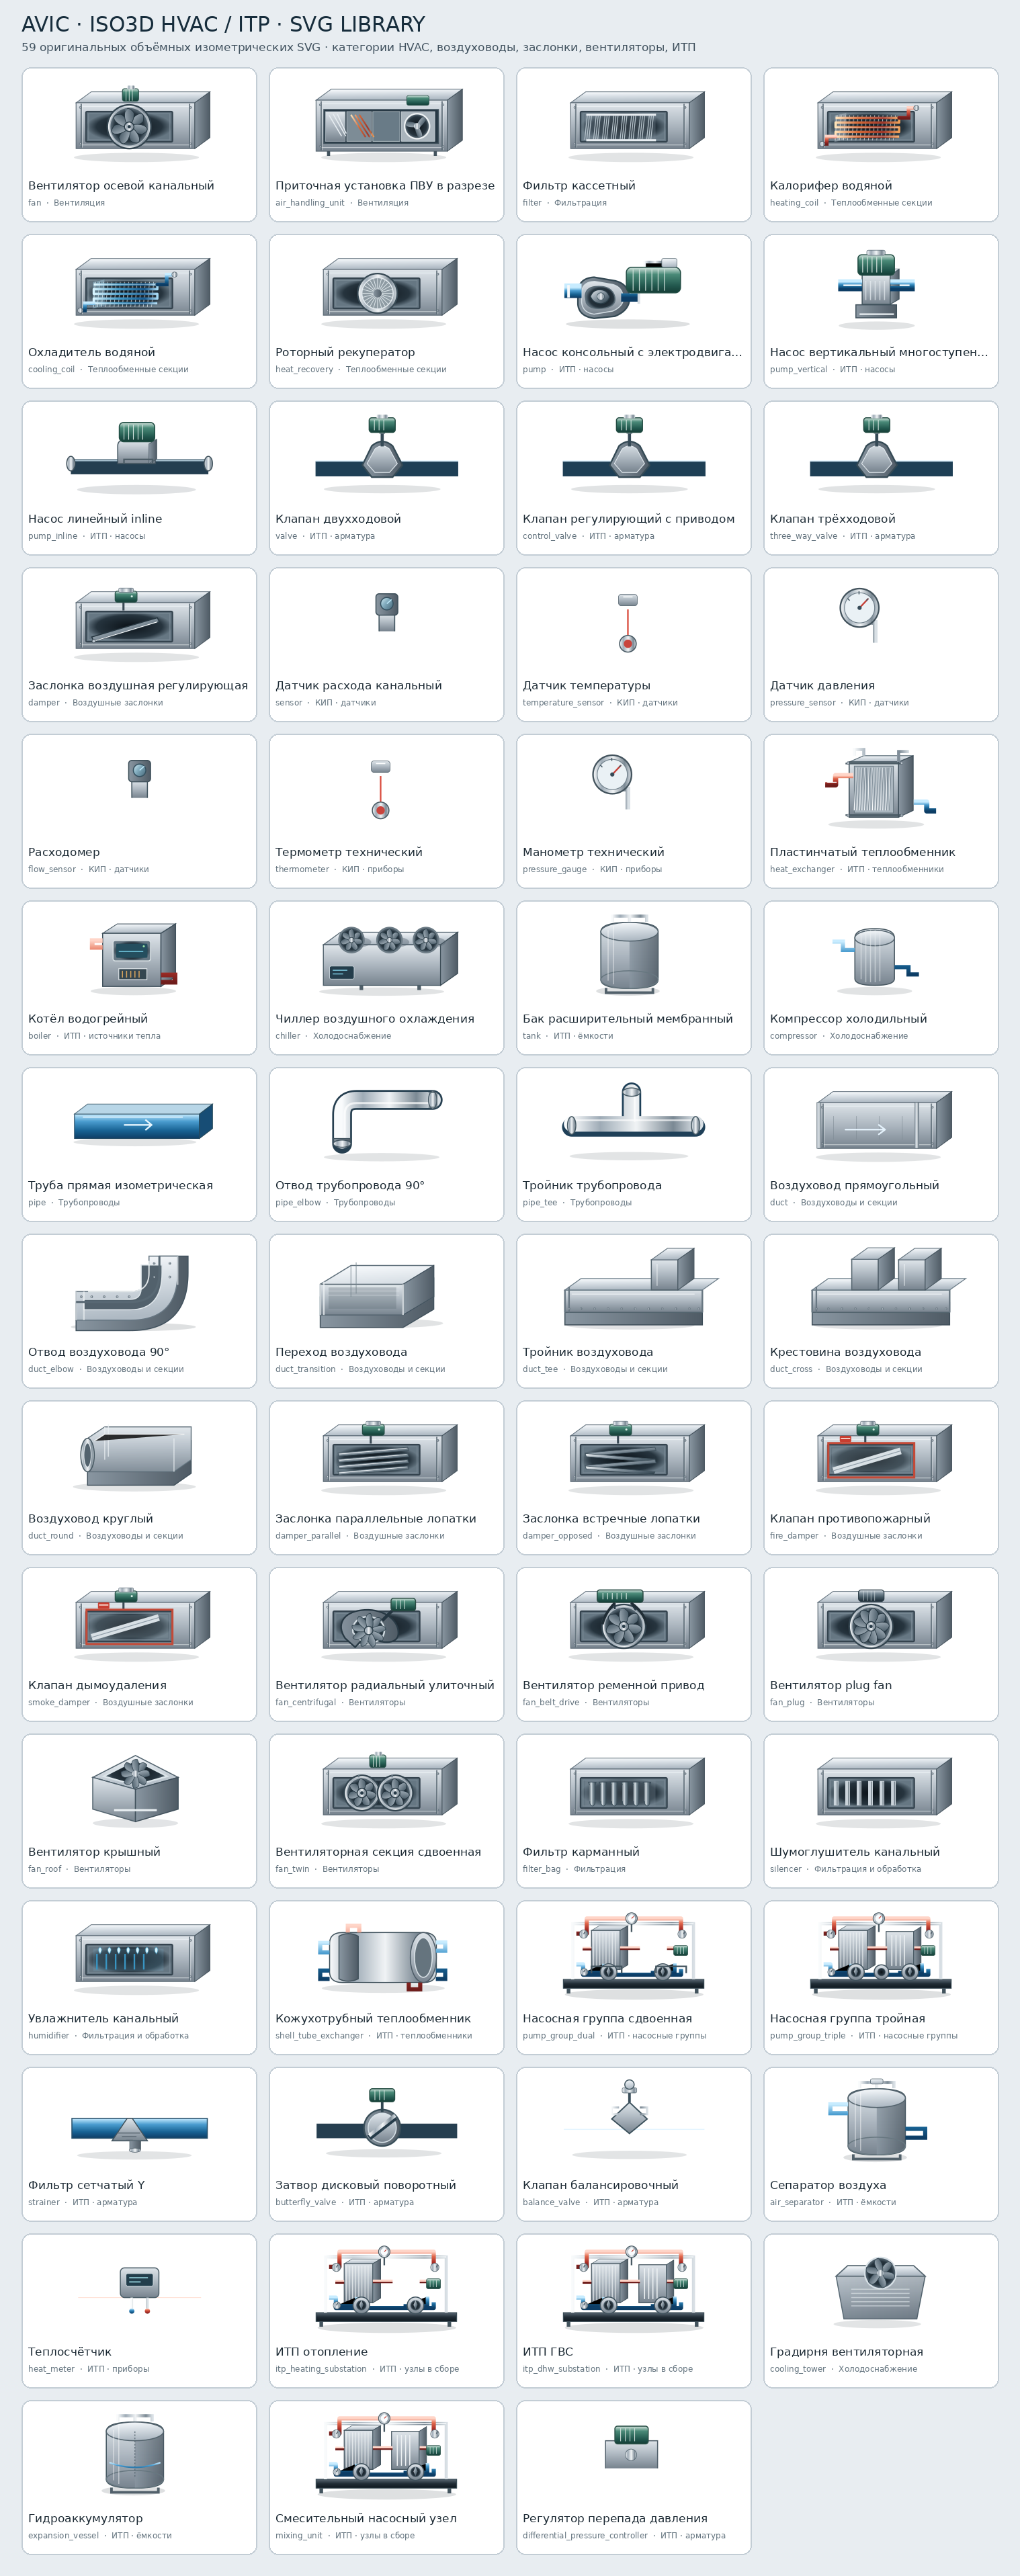 AVIC · ISO3D HVAC / ITP · SVG LIBRARY
59 оригинальных объёмных изометрических SVG · категории HVAC, воздуховоды, заслонки, вентиляторы, ИТП
Вентилятор осевой канальный
fan · Вентиляция
Приточная установка ПВУ в разрезе
air_handling_unit · Вентиляция
Фильтр кассетный
filter · Фильтрация
Калорифер водяной
heating_coil · Теплообменные секции
Охладитель водяной
cooling_coil · Теплообменные секции
Роторный рекуператор
heat_recovery · Теплообменные секции
Насос консольный с электродвига...
pump · ИТП · насосы
Насос вертикальный многоступен...
pump_vertical · ИТП · насосы
Насос линейный inline
pump_inline · ИТП · насосы
Клапан двухходовой
valve · ИТП · арматура
Клапан регулирующий с приводом
control_valve · ИТП · арматура
Клапан трёхходовой
three_way_valve · ИТП · арматура
Заслонка воздушная регулирующая
damper · Воздушные заслонки
Датчик расхода канальный
sensor · КИП · датчики
Датчик температуры
temperature_sensor · КИП · датчики
Датчик давления
pressure_sensor · КИП · датчики
Расходомер
flow_sensor · КИП · датчики
Термометр технический
thermometer · КИП · приборы
Манометр технический
pressure_gauge · КИП · приборы
Пластинчатый теплообменник
heat_exchanger · ИТП · теплообменники
Котёл водогрейный
boiler · ИТП · источники тепла
Чиллер воздушного охлаждения
chiller · Холодоснабжение
Бак расширительный мембранный
tank · ИТП · ёмкости
Компрессор холодильный
compressor · Холодоснабжение
Труба прямая изометрическая
pipe · Трубопроводы
Отвод трубопровода 90°
pipe_elbow · Трубопроводы
Тройник трубопровода
pipe_tee · Трубопроводы
Воздуховод прямоугольный
duct · Воздуховоды и секции
Отвод воздуховода 90°
duct_elbow · Воздуховоды и секции
Переход воздуховода
duct_transition · Воздуховоды и секции
Тройник воздуховода
duct_tee · Воздуховоды и секции
Крестовина воздуховода
duct_cross · Воздуховоды и секции
Воздуховод круглый
duct_round · Воздуховоды и секции
Заслонка параллельные лопатки
damper_parallel · Воздушные заслонки
Заслонка встречные лопатки
damper_opposed · Воздушные заслонки
Клапан противопожарный
fire_damper · Воздушные заслонки
Клапан дымоудаления
smoke_damper · Воздушные заслонки
Вентилятор радиальный улиточный
fan_centrifugal · Вентиляторы
Вентилятор ременной привод
fan_belt_drive · Вентиляторы
Вентилятор plug fan
fan_plug · Вентиляторы
Вентилятор крышный
fan_roof · Вентиляторы
Вентиляторная секция сдвоенная
fan_twin · Вентиляторы
Фильтр карманный
filter_bag · Фильтрация
Шумоглушитель канальный
silencer · Фильтрация и обработка
Увлажнитель канальный
humidifier · Фильтрация и обработка
Кожухотрубный теплообменник
shell_tube_exchanger · ИТП · теплообменники
Насосная группа сдвоенная
pump_group_dual · ИТП · насосные группы
Насосная группа тройная
pump_group_triple · ИТП · насосные группы
Фильтр сетчатый Y
strainer · ИТП · арматура
Затвор дисковый поворотный
butterfly_valve · ИТП · арматура
Клапан балансировочный
balance_valve · ИТП · арматура
Сепаратор воздуха
air_separator · ИТП · ёмкости
Теплосчётчик
heat_meter · ИТП · приборы
ИТП отопление
itp_heating_substation · ИТП · узлы в сборе
ИТП ГВС
itp_dhw_substation · ИТП · узлы в сборе
Градирня вентиляторная
cooling_tower · Холодоснабжение
Гидроаккумулятор
expansion_vessel · ИТП · ёмкости
Смесительный насосный узел
mixing_unit · ИТП · узлы в сборе
Регулятор перепада давления
differential_pressure_controller · ИТП · арматура